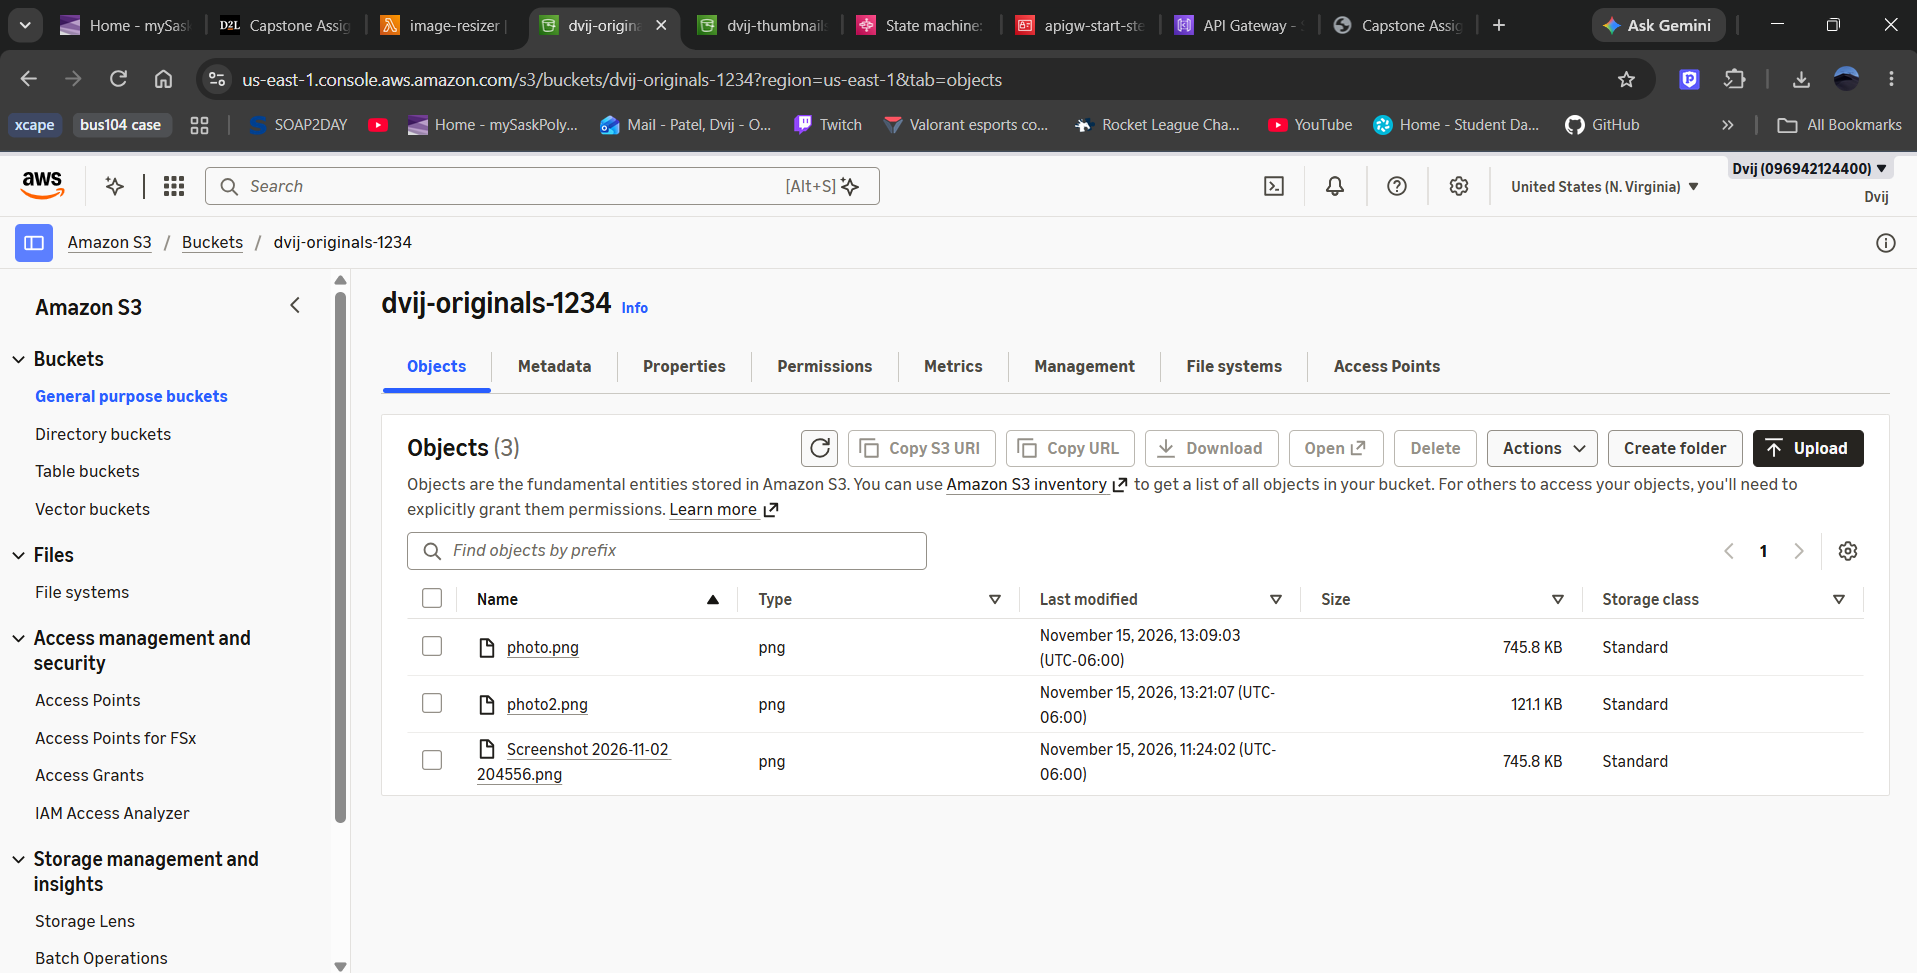 Home - mySask
D2L Capstone Assig
image-resizer |
dvij-origina
dvij-thumbnails
State machine:
apigw-start-ste
API Gateway - S
Capstone Assig
Ask Gemini
us-east-1.console.aws.amazon.com/s3/buckets/dvij-originals-1234?region=us-east-1&tab=objects
xcape
bus104 case
SOAP2DAY
Home - mySaskPoly...
Mail - Patel, Dvij - O...
Twitch
Valorant esports co...
Rocket League Cha...
YouTube
Home - Student Da...
GitHub
All Bookmarks
aws
Search
[Alt+S]
United States (N. Virginia)
Dvij (096942124400)
Dvij
Amazon S3 / Buckets / dvij-originals-1234
Amazon S3
Buckets
General purpose buckets
Directory buckets
Table buckets
Vector buckets
Files
File systems
Access management and
security
Access Points
Access Points for FSx
Access Grants
IAM Access Analyzer
Storage management and
insights
Storage Lens
Batch Operations
dvij-originals-1234 Info
Objects
Metadata
Properties
Permissions
Metrics
Management
File systems
Access Points
Objects (3)
Copy S3 URI
Copy URL
Download
Open
Delete
Actions
Create folder
Upload
Objects are the fundamental entities stored in Amazon S3. You can use Amazon S3 inventory to get a list of all objects in your bucket. For others to access your objects, you'll need to
explicitly grant them permissions. Learn more
Find objects by prefix
1
Name
Type
Last modified
Size
Storage class
photo.png
png
November 15, 2026, 13:09:03
(UTC-06:00)
745.8 KB
Standard
photo2.png
png
November 15, 2026, 13:21:07 (UTC-
06:00)
121.1 KB
Standard
Screenshot 2026-11-02
204556.png
png
November 15, 2026, 11:24:02 (UTC-
06:00)
745.8 KB
Standard